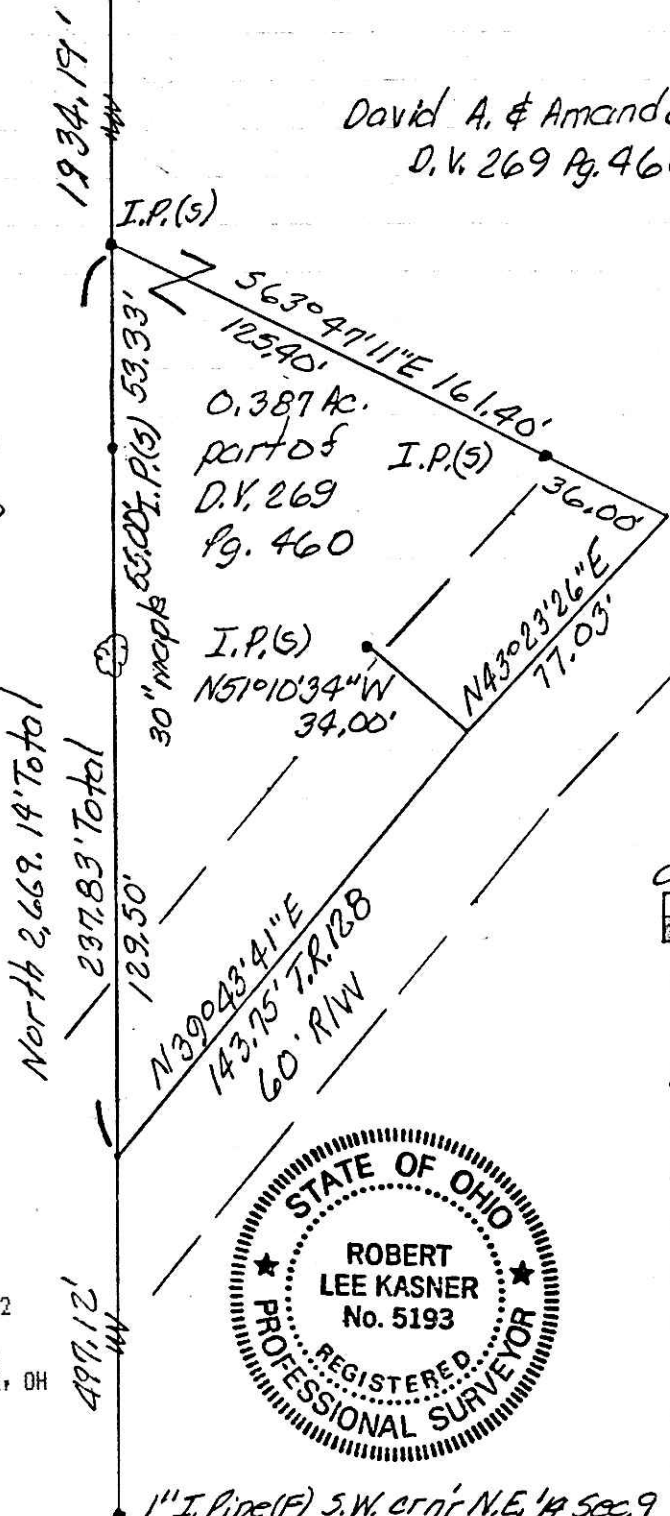 1934.19'
David A. & Amanda
D.V. 269 Pg. 460
I.P.(s)
S63°47'11"E 161.40'
125.40'
53.33'
I.P.(s)
0.387 Ac.
part of
D.V. 269
Pg. 460
I.P.(s)
36.00'
55.00'
30" maple
I.P.(s)
N51°10'34"W
34.00'
N43°23'26"E
77.03'
North 2,669.14' Total
237.83' Total
129.50'
N39°43'41"E
143.75' T.R.128
60' R/W
STATE OF OHIO
ROBERT
LEE KASNER
No. 5193
REGISTERED
PROFESSIONAL SURVEYOR
2
, OH
497.12'
1" I.Pipe(F) S.W. crn'r N.E. 1/4 Sec. 9